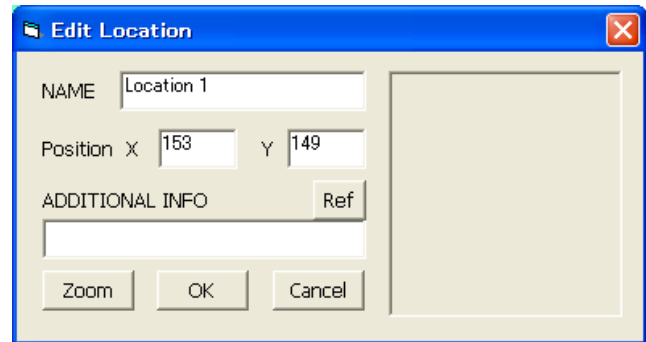 Edit Location
NAME Location 1
Position X 153 Y 149
ADDITIONAL INFO Ref
Zoom OK Cancel